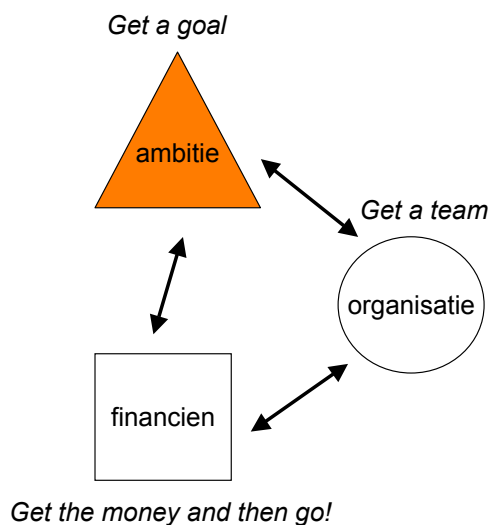 Get a goal
ambitie
Get a team
organisatie
financien
Get the money and then go!